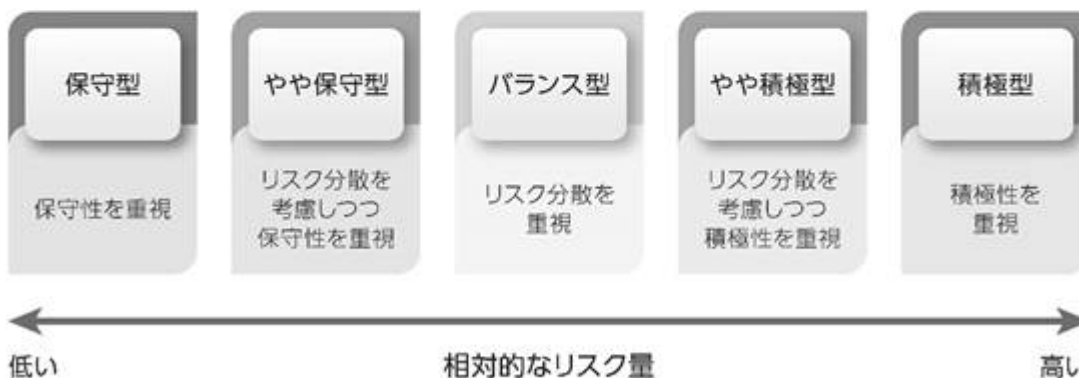 保守型
保守性を重視
やや保守型
リスク分散を
考慮しつつ
保守性を重視
バランス型
リスク分散を
重視
やや積極型
リスク分散を
考慮しつつ
積極性を重視
積極型
積極性を
重視
低い
相対的なリスク量
高い